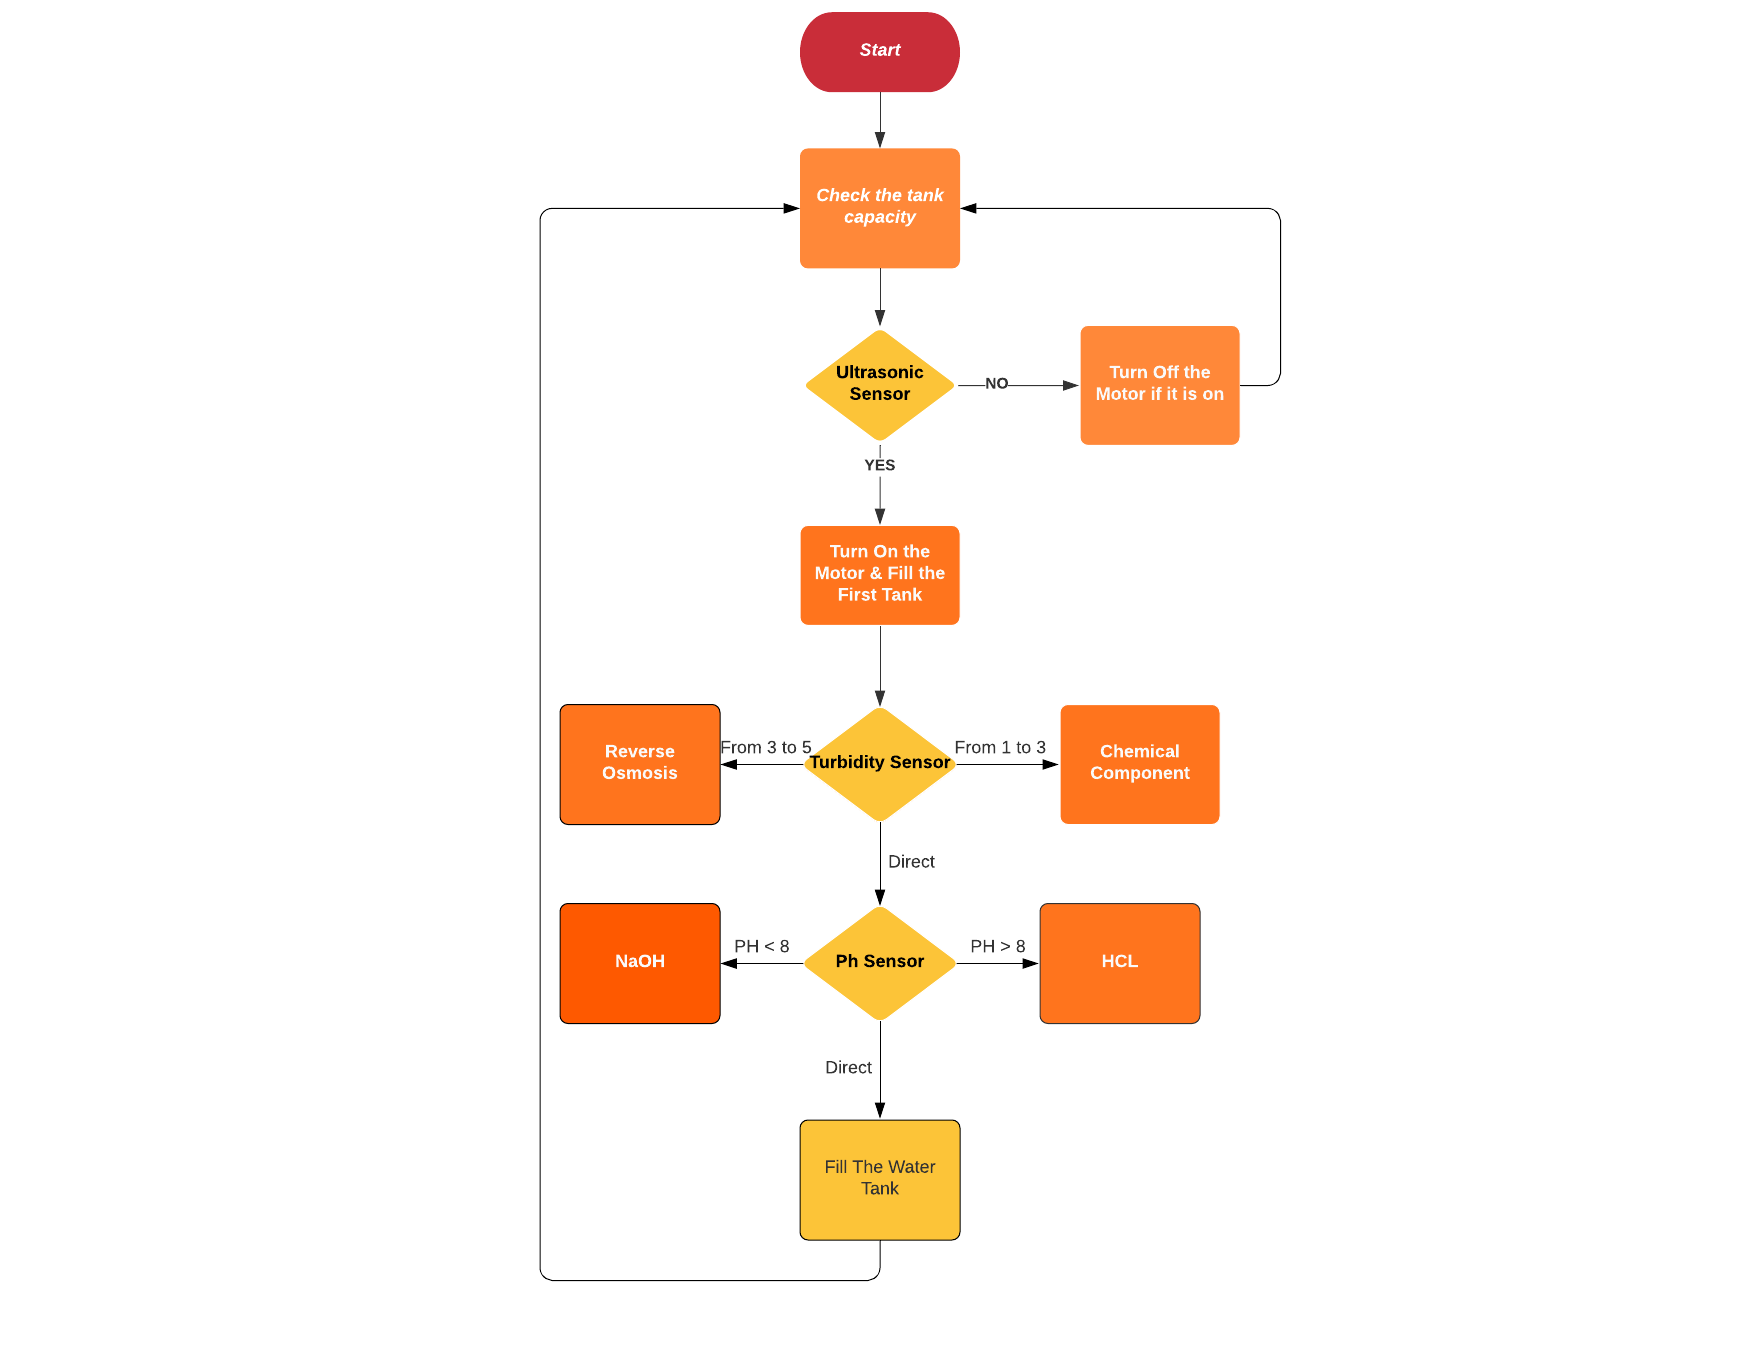 Start
Check the tank
capacity
Ultrasonic
Sensor
NO
Turn Off the
Motor if it is on
YES
Turn On the
Motor & Fill the
First Tank
Reverse
Osmosis
From 3 to 5
Turbidity Sensor
From 1 to 3
Chemical
Component
Direct
NaOH
PH < 8
Ph Sensor
PH > 8
HCL
Direct
Fill The Water
Tank